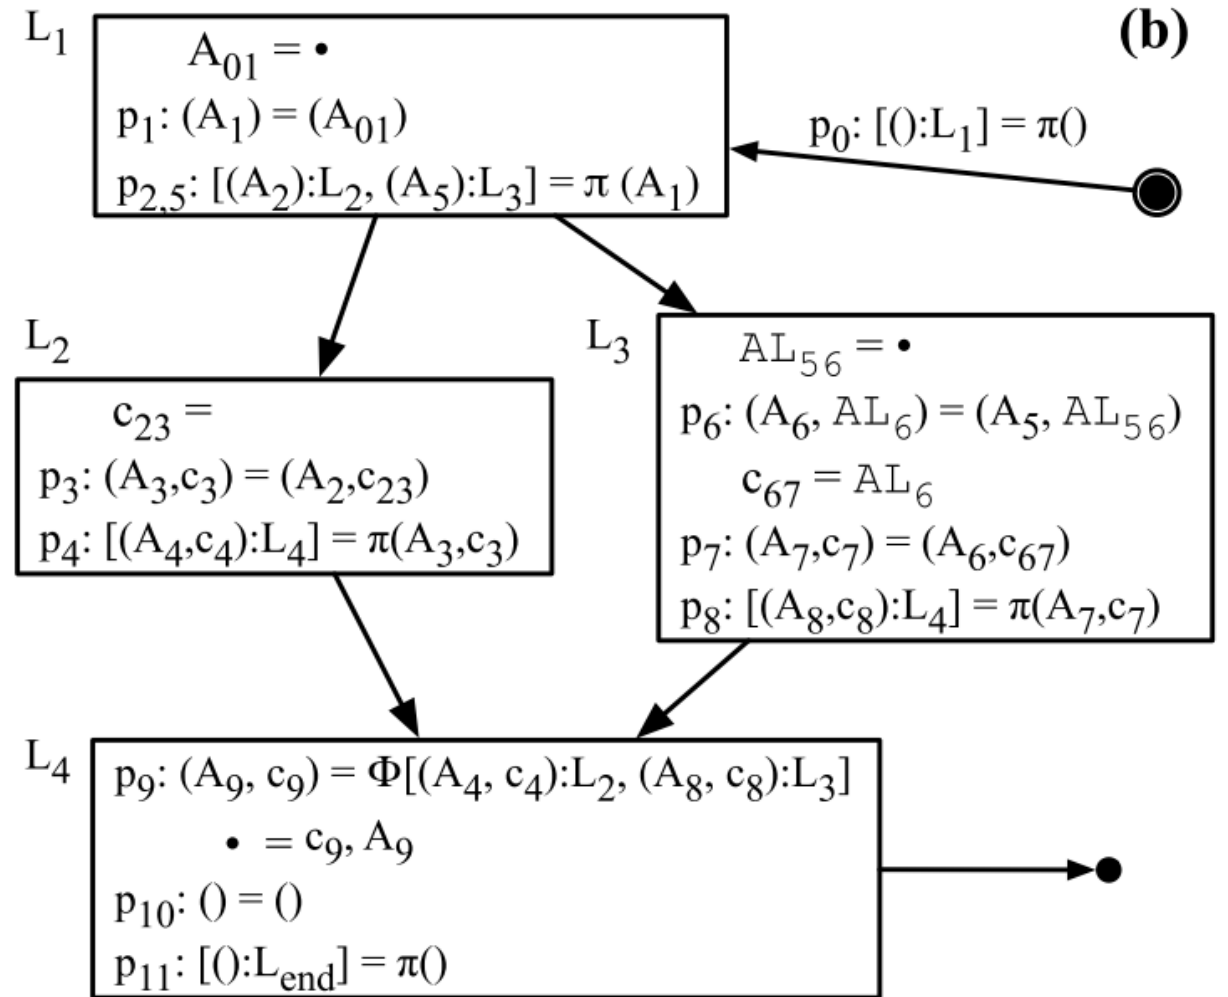 (b)
L₁
A₀₁ = •
p₁: (A₁) = (A₀₁)
p₂,₅: [(A₂):L₂, (A₅):L₃] = π (A₁)
p₀: [():L₁] = π()
L₂
c₂₃ =
p₃: (A₃,c₃) = (A₂,c₂₃)
p₄: [(A₄,c₄):L₄] = π(A₃,c₃)
L₃
AL₅₆ = •
p₆: (A₆, AL₆) = (A₅, AL₅₆)
c₆₇ = AL₆
p₇: (A₇,c₇) = (A₆,c₆₇)
p₈: [(A₈,c₈):L₄] = π(A₇,c₇)
L₄
p₉: (A₉, c₉) = Φ[(A₄, c₄):L₂, (A₈, c₈):L₃]
• = c₉, A₉
p₁₀: () = ()
p₁₁: [():Lₑₙd] = π()